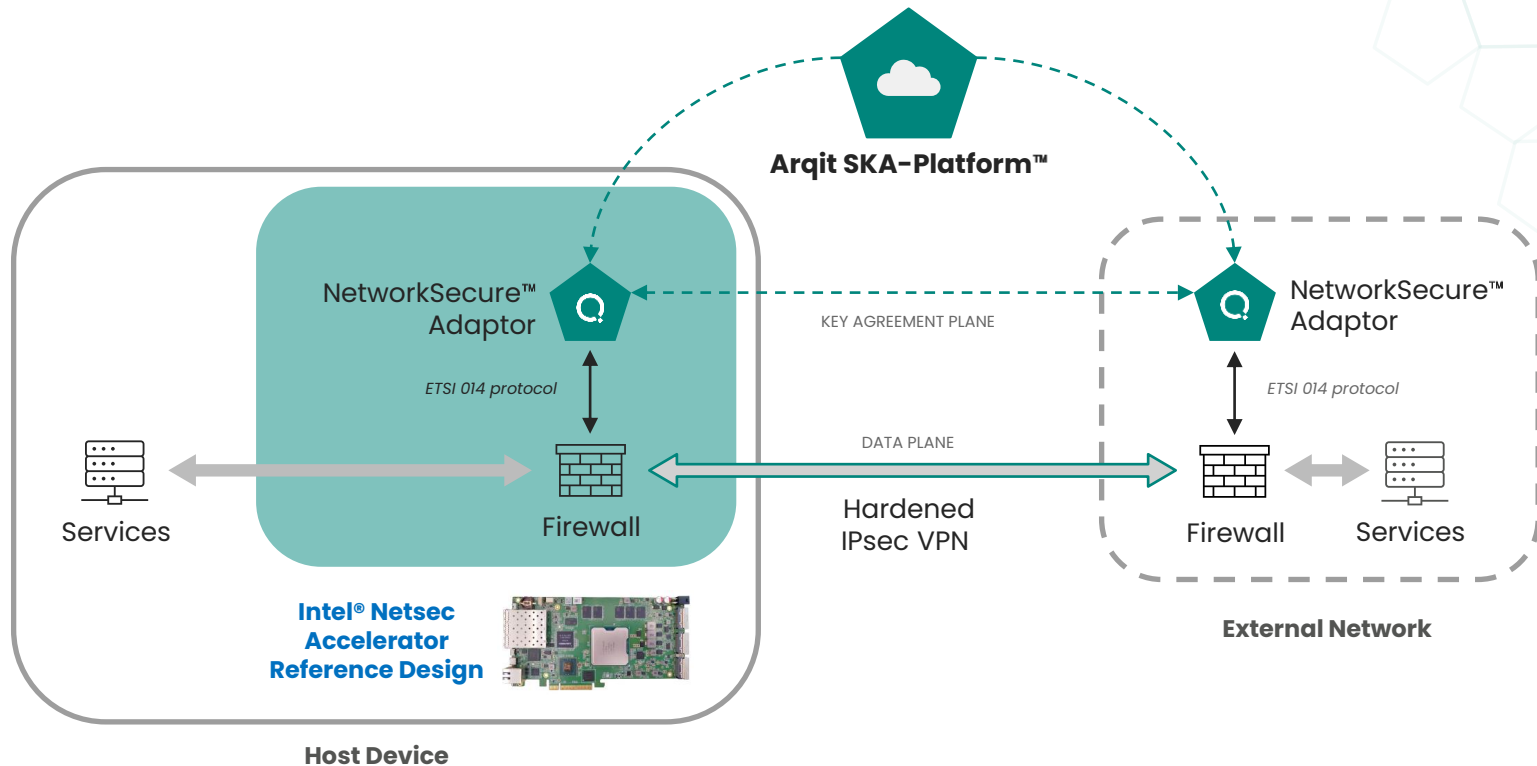 Arqit SKA-Platform™
NetworkSecure™
Adaptor
KEY AGREEMENT PLANE
NetworkSecure™
Adaptor
ETSI 014 protocol
ETSI 014 protocol
DATA PLANE
Services
Firewall
Hardened
IPsec VPN
Firewall
Services
Intel® Netsec
Accelerator
Reference Design
External Network
Host Device